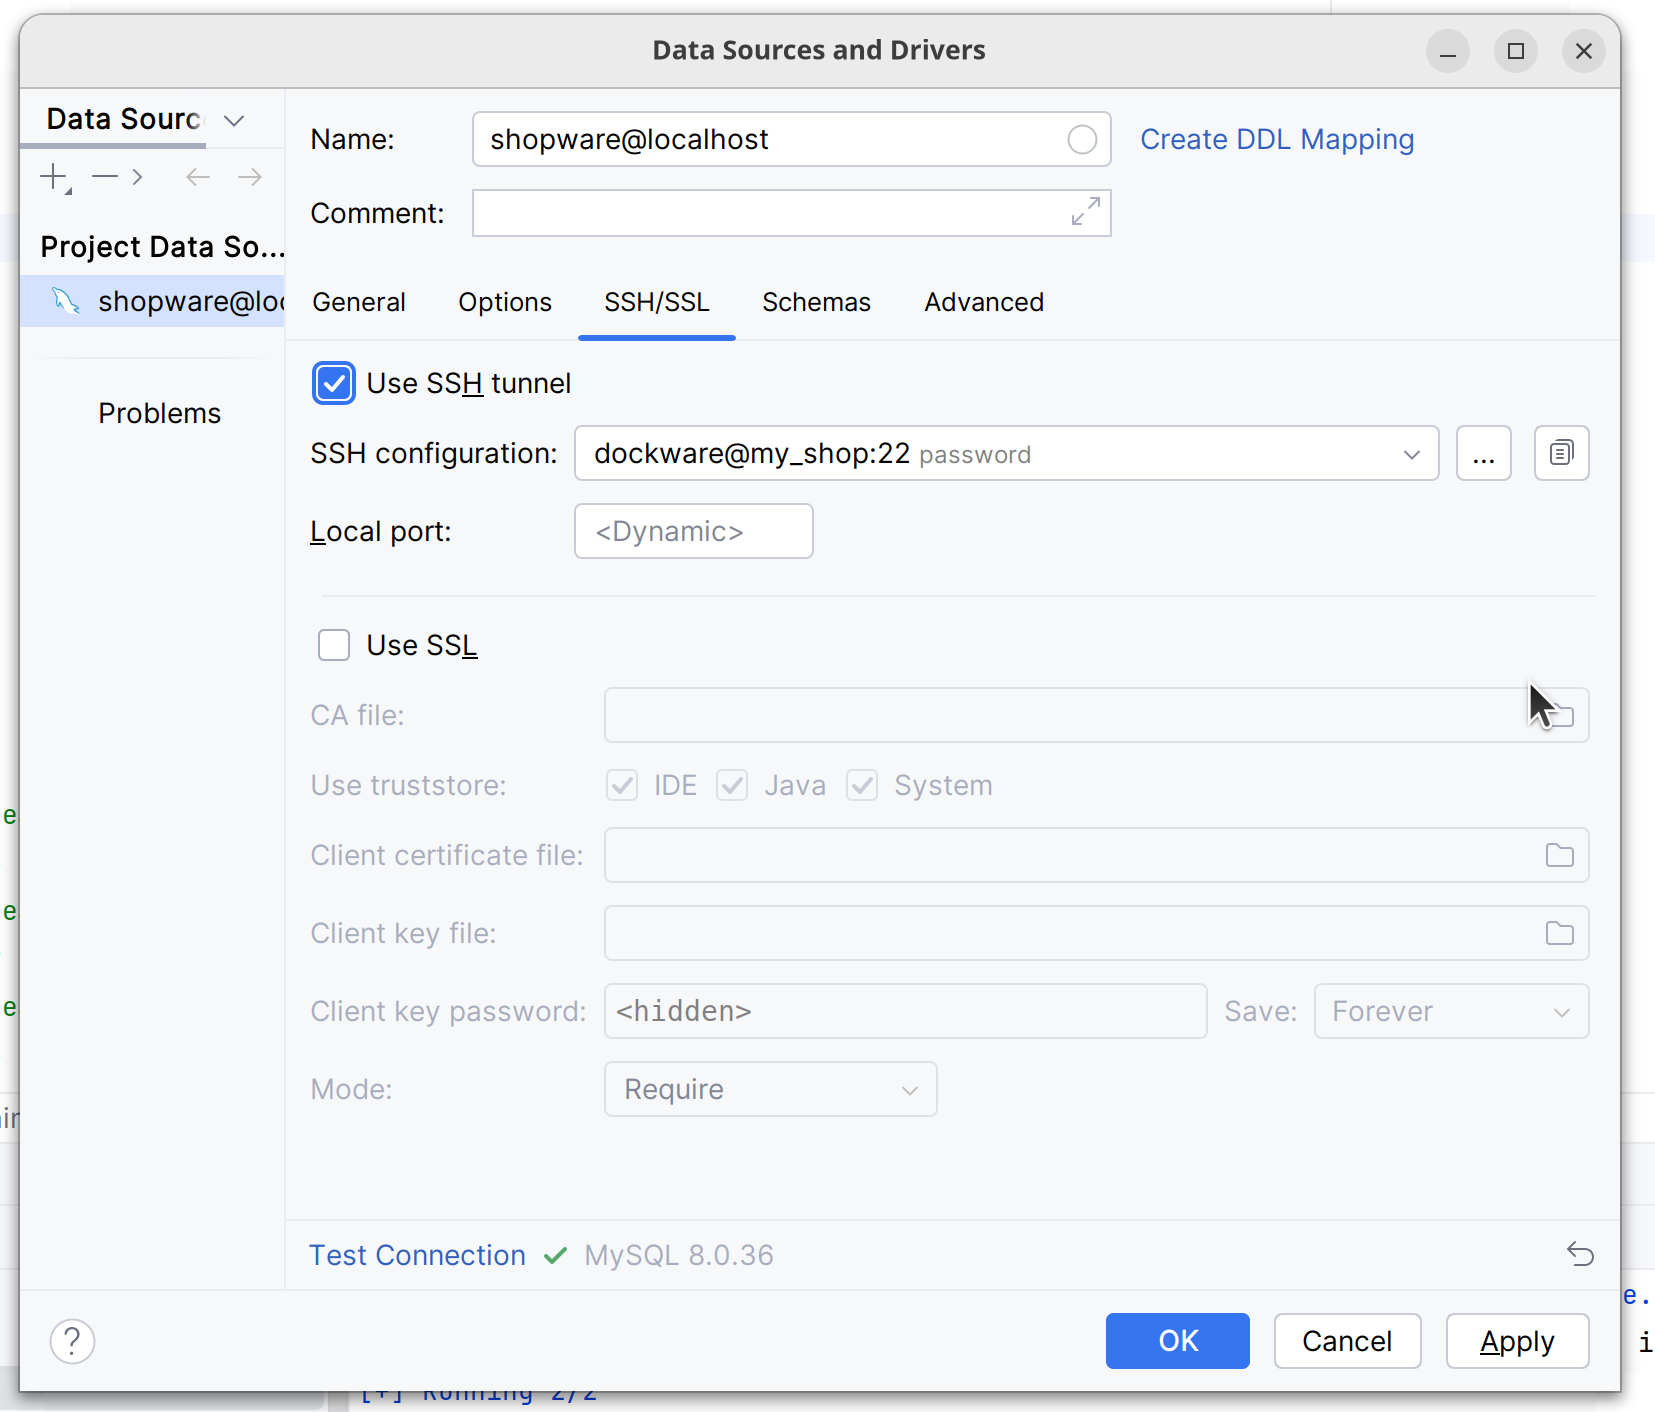 Data Sources and Drivers
Data Sourc
Name: shopware@localhost Create DDL Mapping
Comment:
Project Data So...
shopware@loc
Problems
General Options SSH/SSL Schemas Advanced
Use SSH tunnel
SSH configuration: dockware@my_shop:22 password ...
Local port: <Dynamic>
Use SSL
CA file:
Use truststore: IDE Java System
Client certificate file:
Client key file:
Client key password: <hidden> Save: Forever
Mode: Require
Test Connection MySQL 8.0.36
? OK Cancel Apply
e
e
e
e.
i
[+] Running 2/2